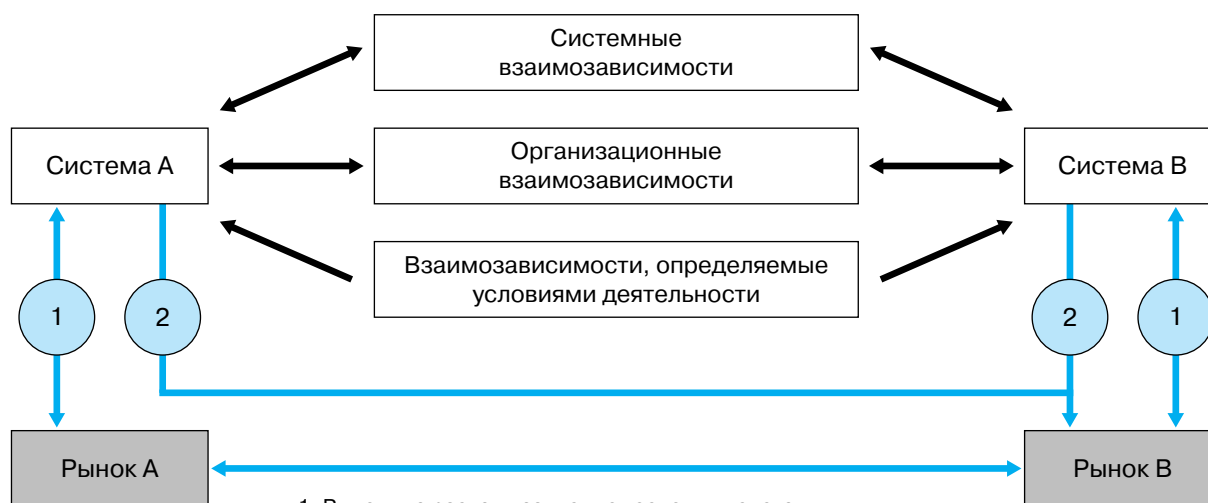 Системные
взаимозависимости
Система А
Организационные
взаимозависимости
Система В
Взаимозависимости, определяемые
условиями деятельности
1
2
2
1
Рынок А
Рынок В